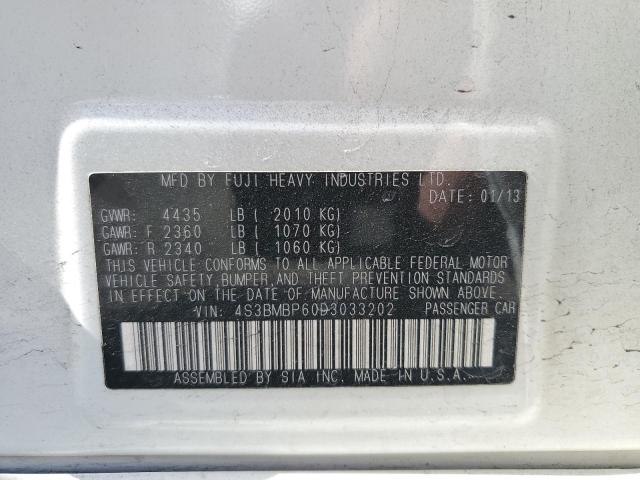 MFD BY FUJI HEAVY INDUSTRIES LTD.
DATE: 01/13
GVWR: 4435 LB ( 2010 KG)
GAWR: F 2360 LB ( 1070 KG)
GAWR: R 2340 LB ( 1060 KG)
THIS VEHICLE CONFORMS TO ALL APPLICABLE FEDERAL MOTOR
VEHICLE SAFETY, BUMPER, AND THEFT PREVENTION STANDARDS
IN EFFECT ON THE DATE OF MANUFACTURE SHOWN ABOVE.
VIN: 4S3BMBP60D3033202 PASSENGER CAR
ASSEMBLED BY SIA INC. MADE IN U.S.A.